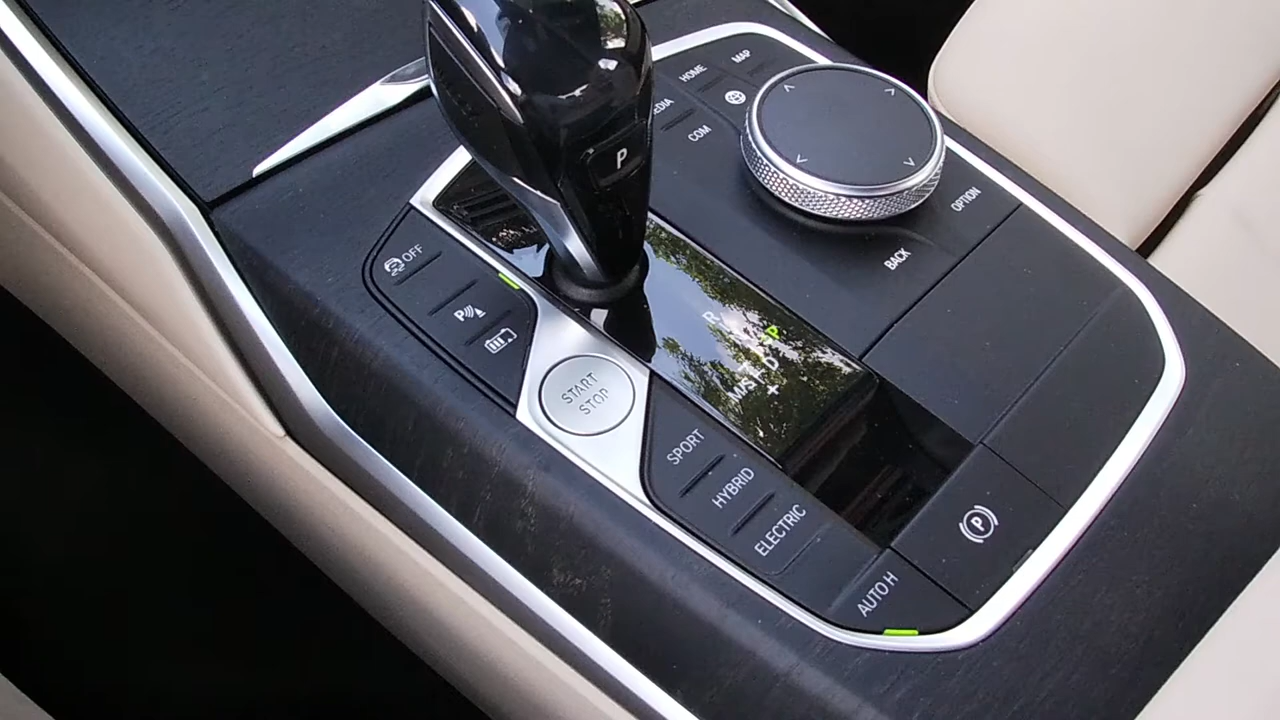 MAP
HOME
COM
P
OPTION
BACK
OFF
P
R
P
D
M/S
+
START
STOP
SPORT
HYBRID
ELECTRIC
P
AUTO H